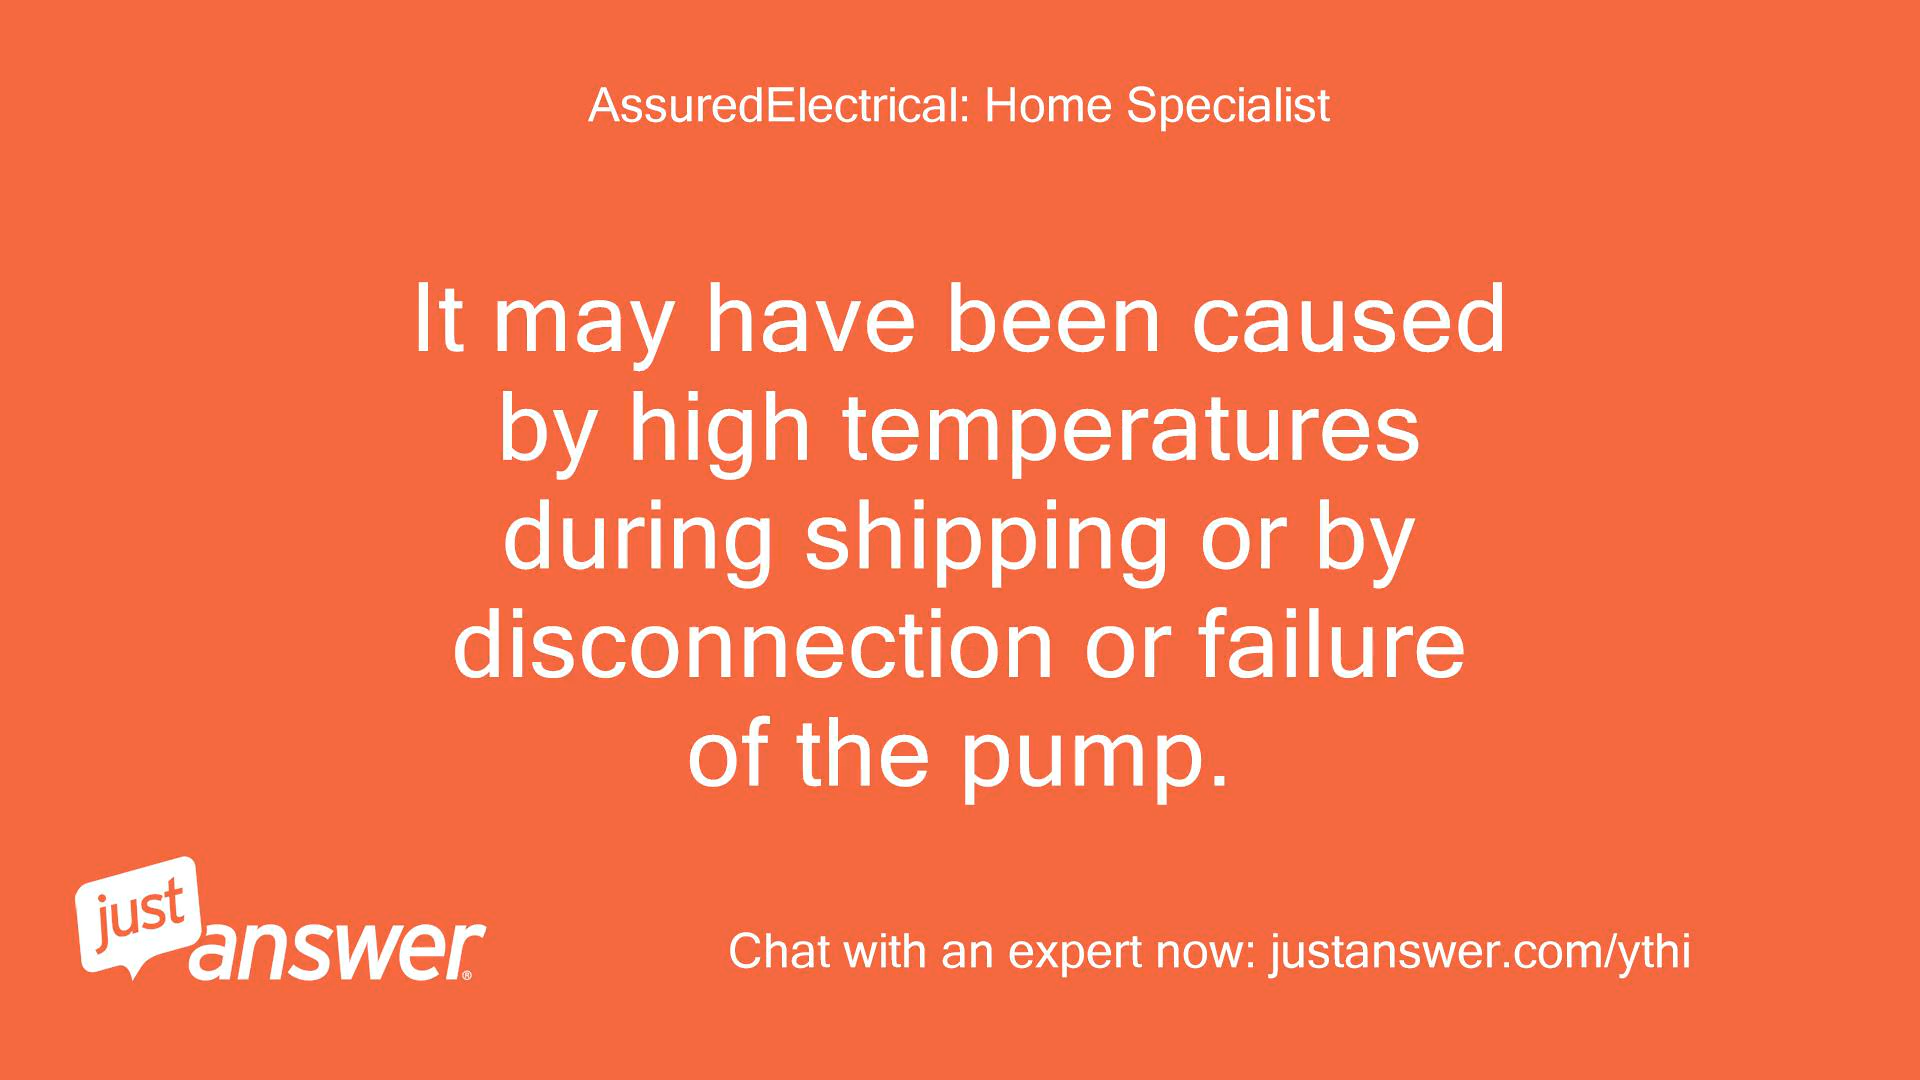 AssuredElectrical: Home Specialist
It may have been caused
by high temperatures
during shipping or by
disconnection or failure
of the pump.
just
answer®
Chat with an expert now: justanswer.com/ythi